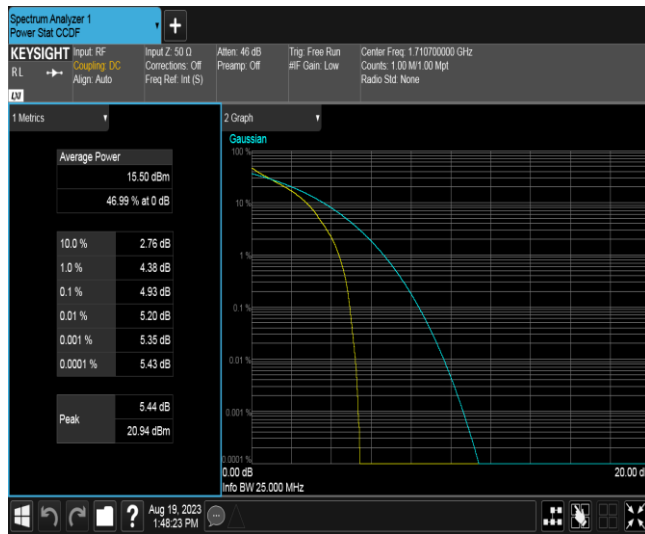 Spectrum Analyzer 1
Power Stat CCDF
+
KEYSIGHT
RL
LXI
Input: RF
Coupling: DC
Align: Auto
Input Z: 50 Ω
Corrections: Off
Freq Ref: Int (S)
Atten: 46 dB
Preamp: Off
Trig: Free Run
#IF Gain: Low
Center Freq: 1.710700000 GHz
Counts: 1.00 M/1.00 Mpt
Radio Std: None
1 Metrics
Average Power
15.50 dBm
46.99 % at 0 dB
10.0 % 2.76 dB
1.0 % 4.38 dB
0.1 % 4.93 dB
0.01 % 5.20 dB
0.001 % 5.35 dB
0.0001 % 5.43 dB
Peak
5.44 dB
20.94 dBm
2 Graph
Gaussian
100 %
10 %
1 %
0.1 %
0.01 %
0.001 %
0.0001 %
0.00 dB
20.00 d
Info BW 25.000 MHz
?
Aug 19, 2023
1:48:23 PM